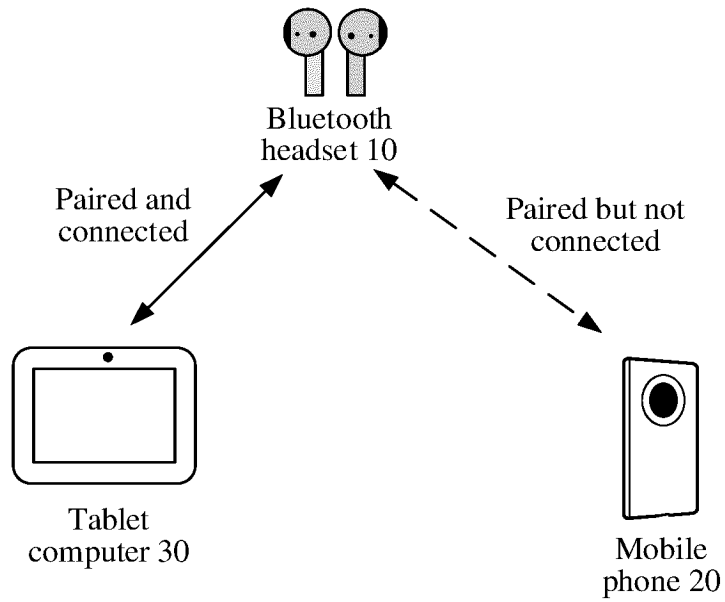 Bluetooth
headset 10
Paired and
connected
Paired but not
connected
Tablet
computer 30
Mobile
phone 20